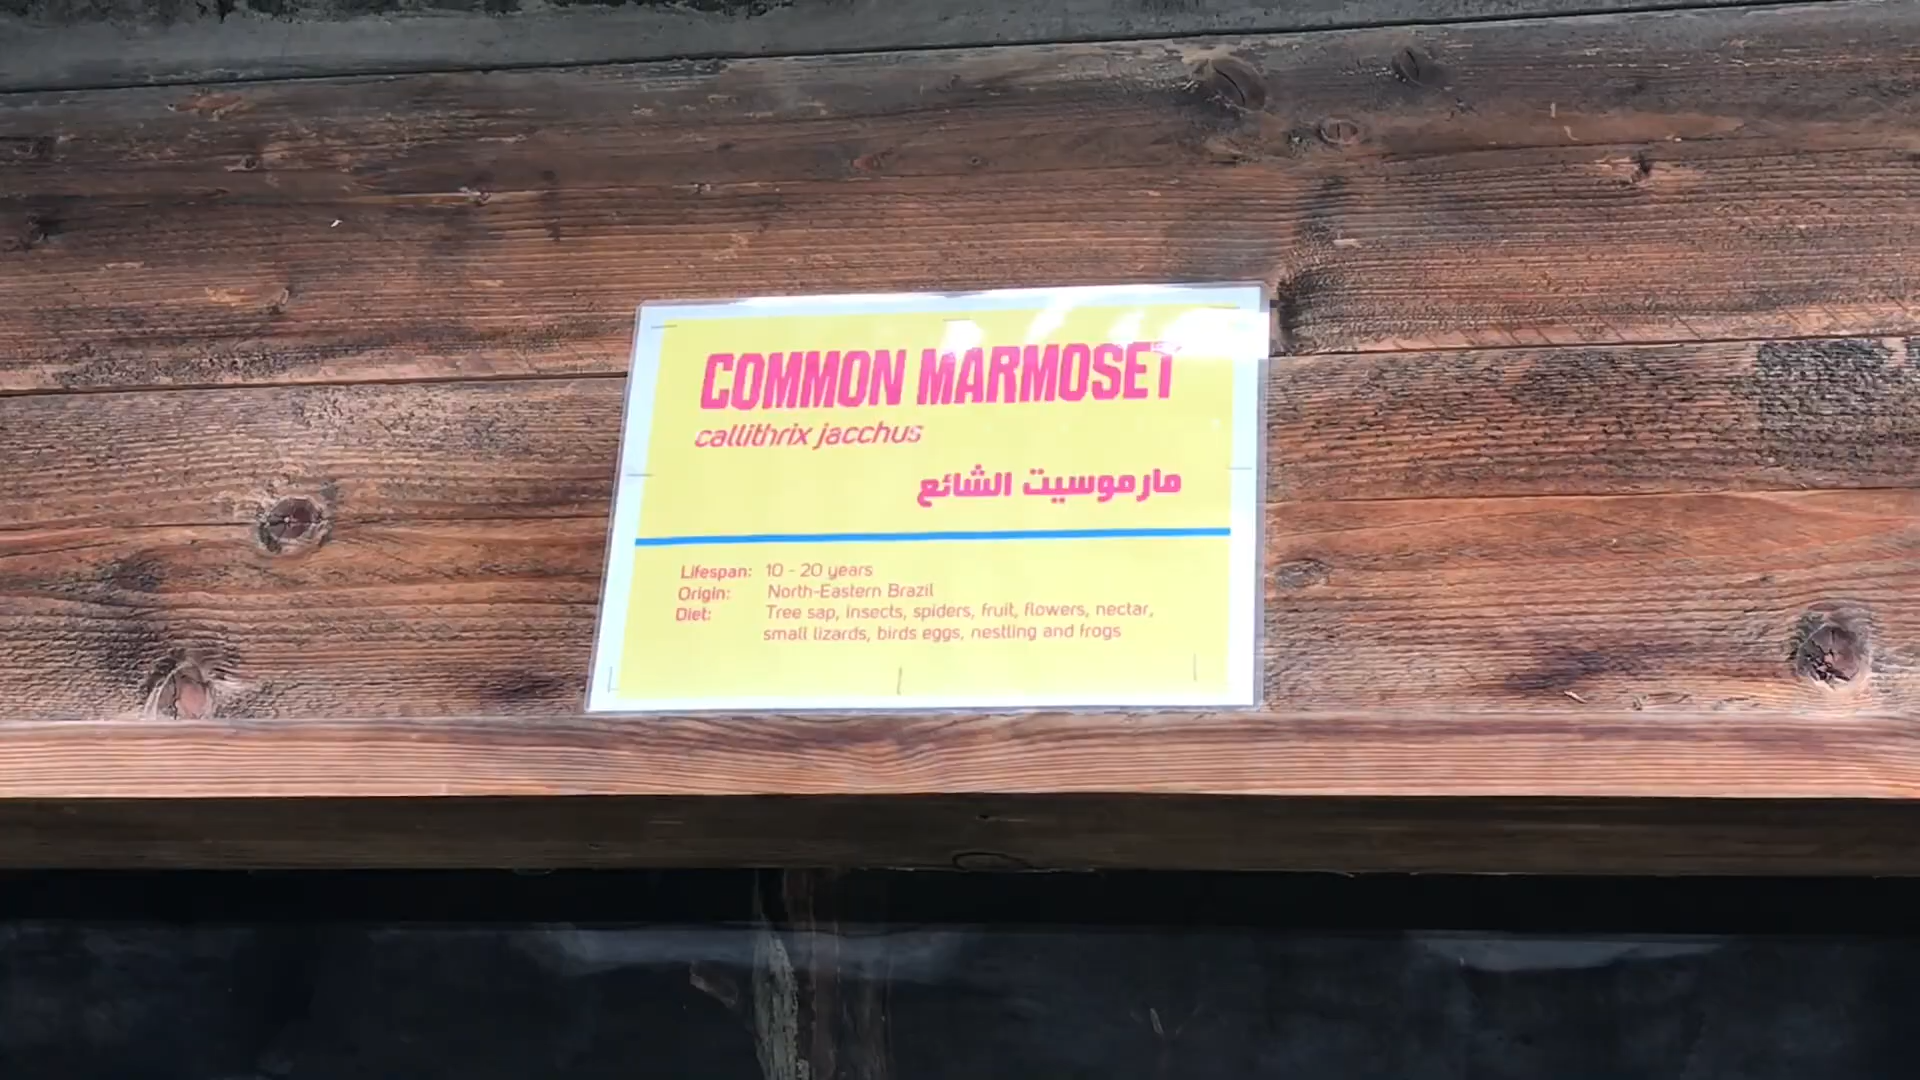 COMMON MARMOSET
callithrix jacchus
مارموسيت الشائع
Lifespan: 10 - 20 years
Origin: North-Eastern Brazil
Diet: Tree sap, insects, spiders, fruit, flowers, nectar,
small lizards, birds eggs, nestling and frogs